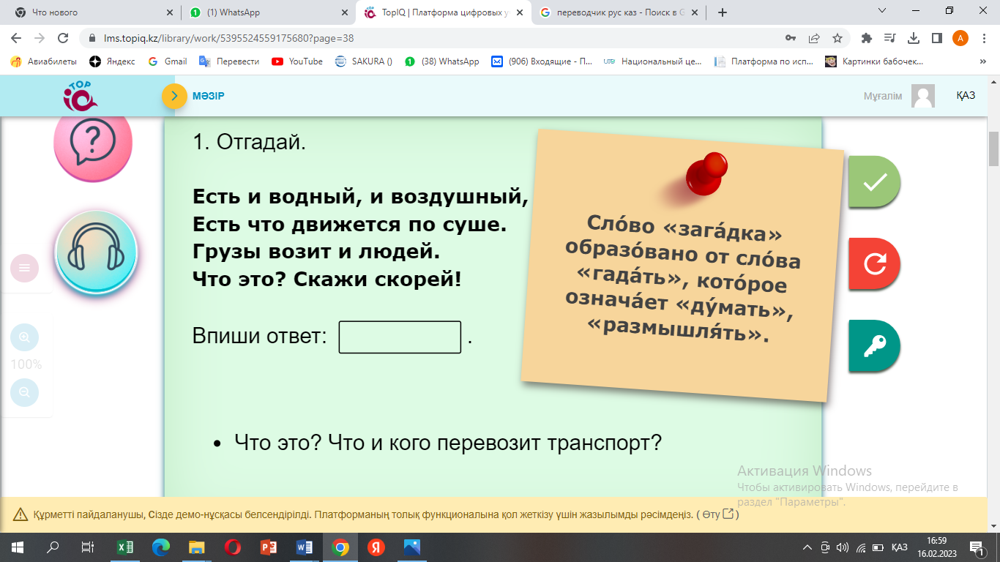 Что нового
(1) WhatsApp
TopIQ | Платформа цифровых у
переводчик рус каз - Поиск в G
lms.topiq.kz/library/work/5395524559175680?page=38
A
Авиабилеты
Яндекс
Gmail
Перевести
YouTube
SAKURA ()
(38) WhatsApp
(906) Входящие - П...
Национальный це...
Платформа по исп...
Картинки бабочек...
»
TOP
МӘЗІР
Мұғалім
ҚАЗ
1. Отгадай.
Есть и водный, и воздушный,
Есть что движется по суше.
Грузы возит и людей.
Что это? Скажи скорей!
Впиши ответ: .
Сло́во «зага́дка»
образо́вано от сло́ва
«гада́ть», кото́рое
означа́ет «ду́мать»,
«размышля́ть».
100%
• Что это? Что и кого перевозит транспорт?
Активация Windows
Чтобы активировать Windows, перейдите в
раздел "Параметры".
Құрметті пайдаланушы, Сізде демо-нұсқасы белсендірілді. Платформаның толық функционалына қол жеткізу үшін жазылымды рәсімдеңіз. ( Өту )
ҚАЗ
16:59
16.02.2023
1